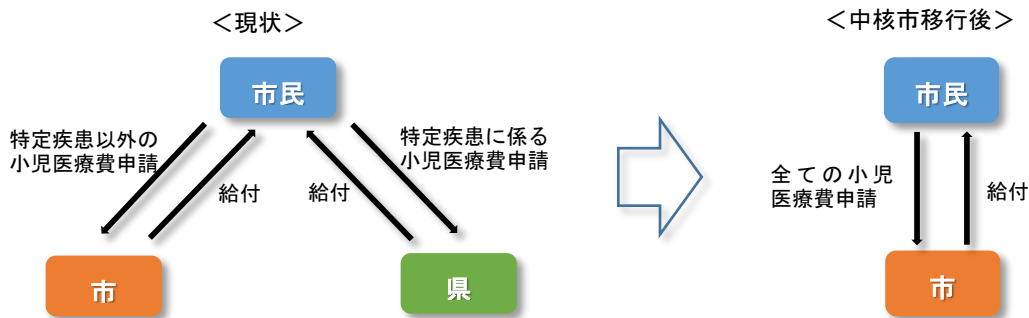 ＜現状＞
市民
特定疾患以外の
小児医療費申請
給付
給付
特定疾患に係る
小児医療費申請
市
県
＜中核市移行後＞
市民
全ての小児
医療費申請
給付
市